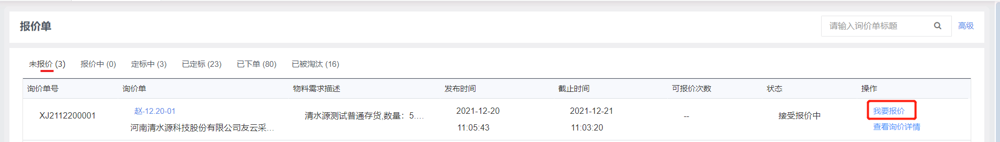 报价单
请输入询价单标题 高级
未报价 (3) 报价中 (0) 定标中 (3) 已定标 (23) 已下单 (80) 已被淘汰 (16)
询价单号 询价单 物料需求描述 发布时间 截止时间 可报价次数 状态 操作
赵-12.20-01 2021-12-20 2021-12-21 我要报价
XJ2112200001 清水源测试普通存货,数量：5.... -- 接受报价中
河南清水源科技股份有限公司友云采... 11:05:43 11:03:20 查看询价详情